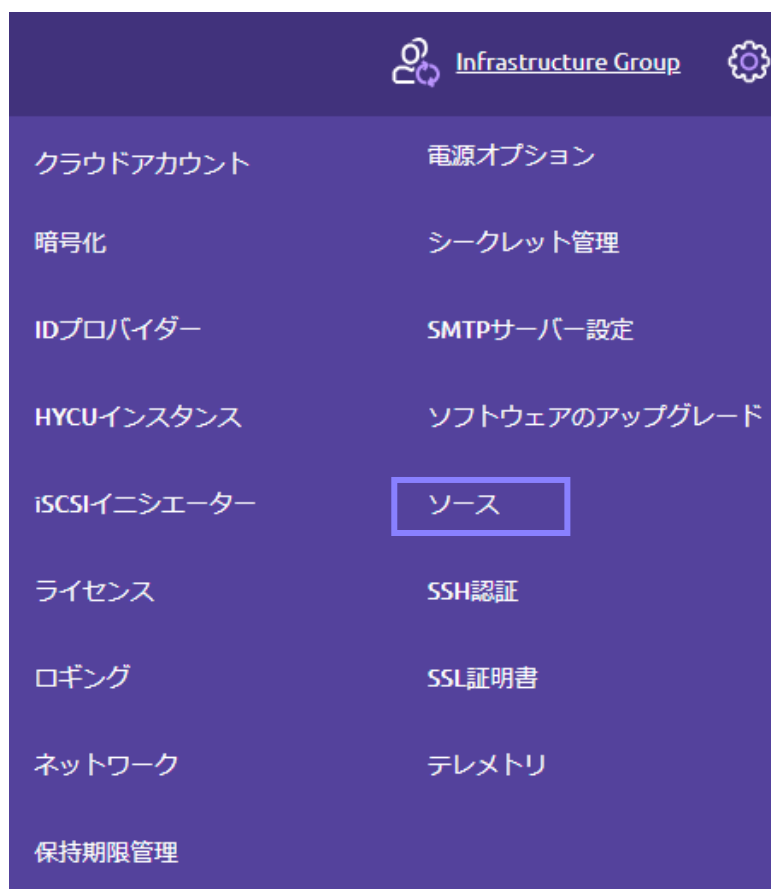 Infrastructure Group
クラウドアカウント
暗号化
IDプロバイダー
HYCUインスタンス
iSCSIイニシエーター
ライセンス
ロギング
ネットワーク
保持期限管理
電源オプション
シークレット管理
SMTPサーバー設定
ソフトウェアのアップグレード
ソース
SSH認証
SSL証明書
テレメトリ